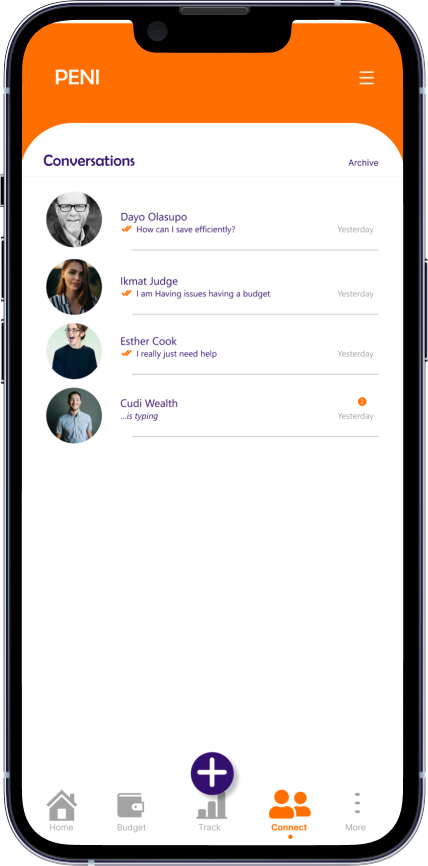 PENI
Conversations
Archive
Dayo Olasupo
How can I save efficiently?
Yesterday
Ikmat Judge
I am Having issues having a budget
Yesterday
Esther Cook
I really just need help
Yesterday
Cudi Wealth
2
...is typing
Yesterday
Home
Budget
Track
Connect
More